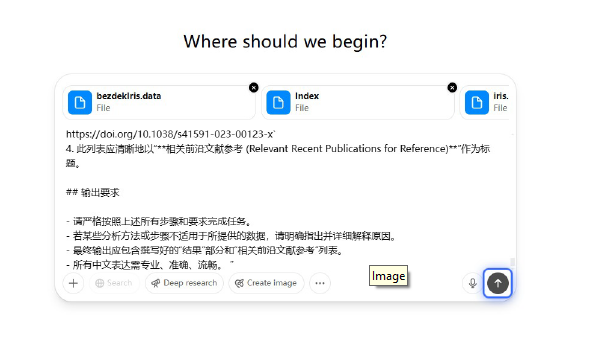 Where should we begin?
bezdekIris.data
File
Index
File
iris.
File
https://doi.org/10.1038/s41591-023-00123-x`
4. 此列表应清晰地以“**相关前沿文献参考 (Relevant Recent Publications for Reference)**”作为标
题。
## 输出要求
- 请严格按照上述所有步骤和要求完成任务。
- 若某些分析方法或步骤不适用于所提供的数据，请明确指出并详细解释原因。
- 最终输出应包含撰写好的“结果”部分和“相关前沿文献参考”列表。
- 所有中文表达需专业、准确、流畅。 ”
Search
Deep research
Create image
Image